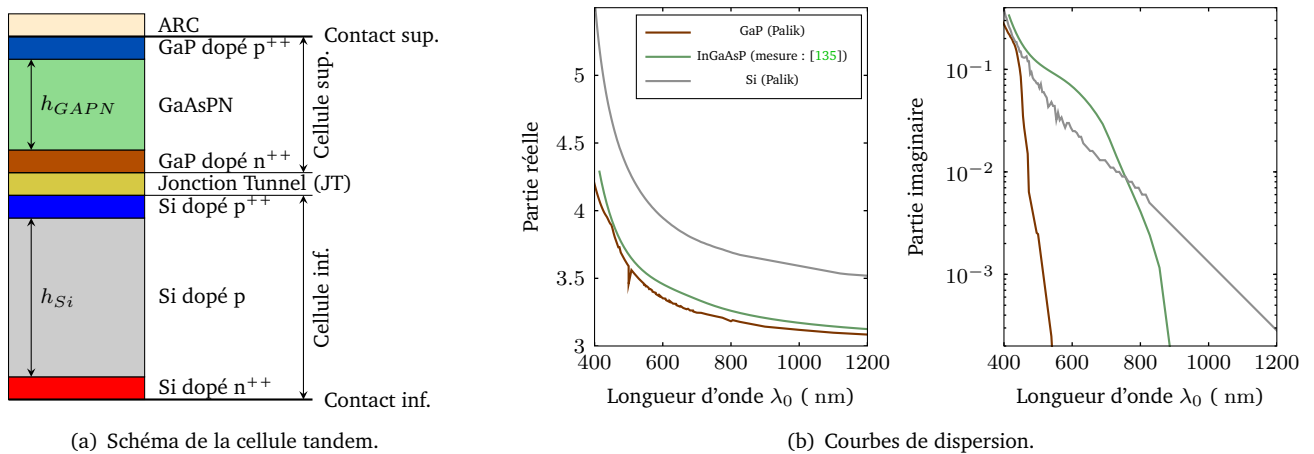 ARC
Contact sup.
GaP dopé p++
h_GAPN
GaAsPN
Cellule sup.
GaP dopé n++
Jonction Tunnel (JT)
Si dopé p++
h_Si
Si dopé p
Cellule inf.
Si dopé n++
Contact inf.
(a) Schéma de la cellule tandem.
GaP (Palik)
InGaAsP (mesure : [135])
Si (Palik)
Partie réelle
5
4.5
4
3.5
3
400 600 800 1000 1200
Longueur d'onde λ0 ( nm)
Partie imaginaire
10−1
10−2
10−3
400 600 800 1000 1200
Longueur d'onde λ0 ( nm)
(b) Courbes de dispersion.